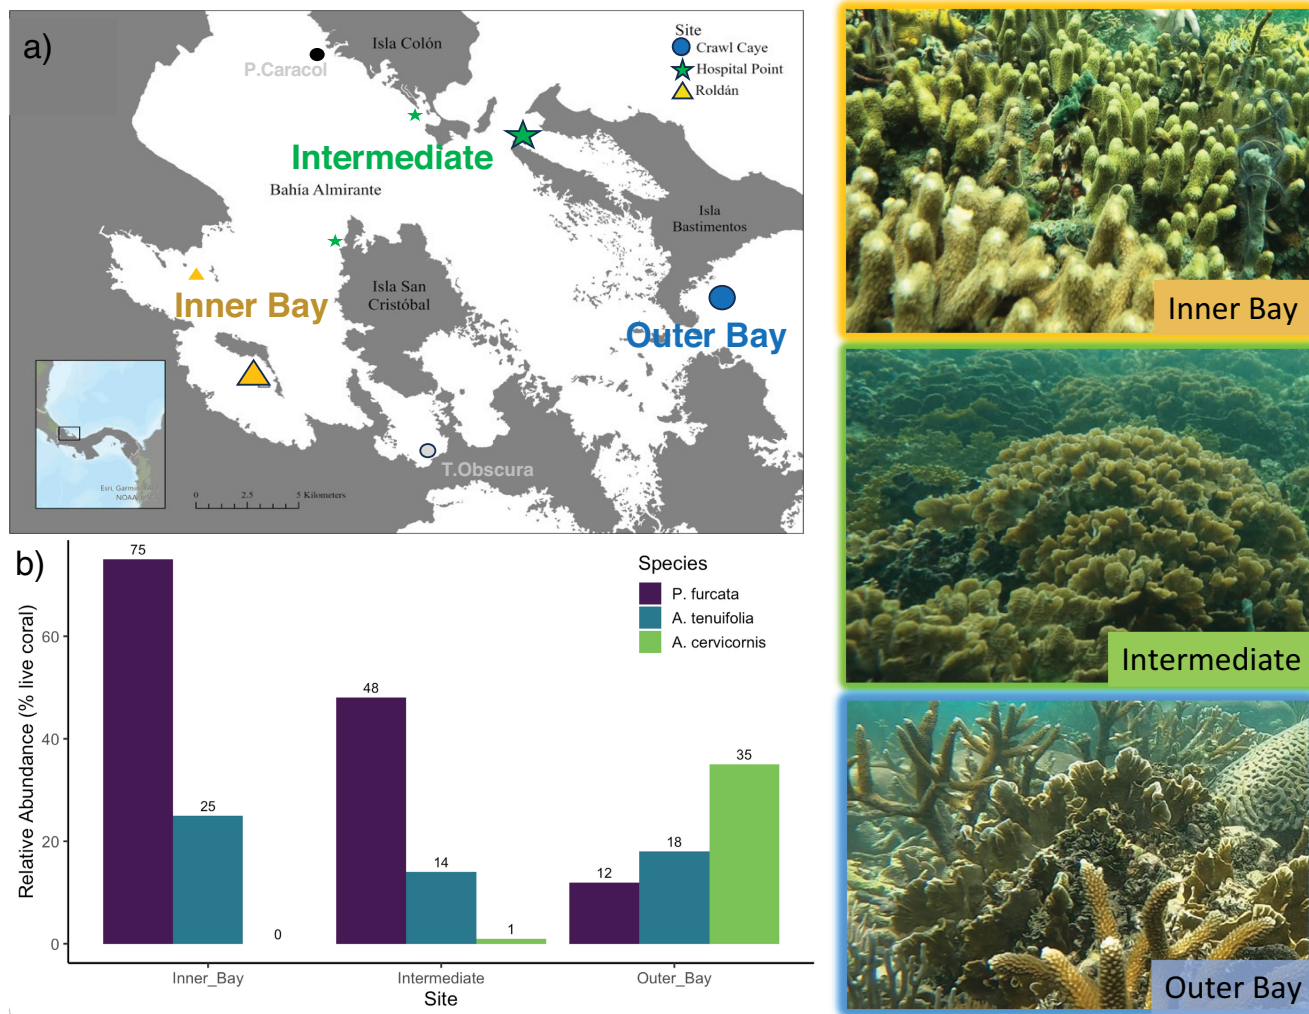 a)
P.Caracol
Isla Colón
Site
Crawl Caye
Hospital Point
Roldán
Intermediate
Bahía Almirante
Isla
Bastimentos
Inner Bay
Isla San
Cristóbal
Outer Bay
T.Obscura
Esri, Garmin,
NOAA
0 2.5 5 Kilometers
b)
75
25
0
48
14
1
12
18
35
Species
P. furcata
A. tenuifolia
A. cervicornis
Relative Abundance (% live coral)
60
40
20
0
Inner_Bay Intermediate Outer_Bay
Site
Inner Bay
Intermediate
Outer Bay